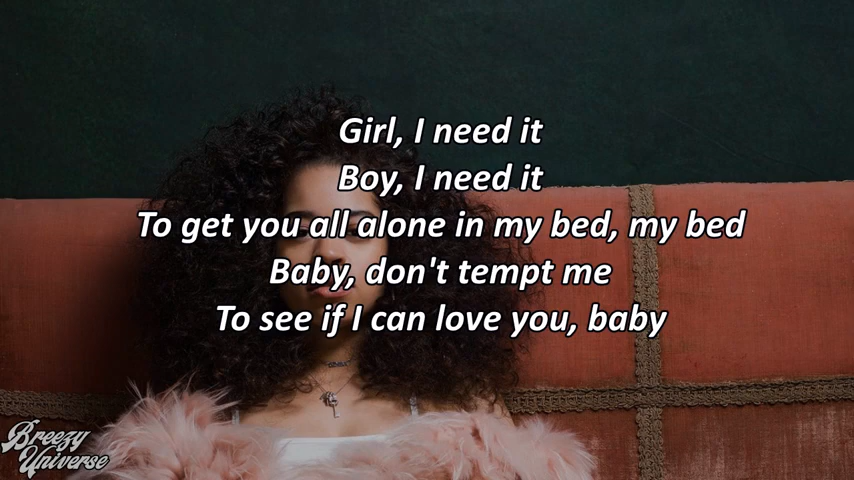 Girl, I need it
Boy, I need it
To get you all alone in my bed, my bed
Baby, don't tempt me
To see if I can love you, baby
Breezy
Universe